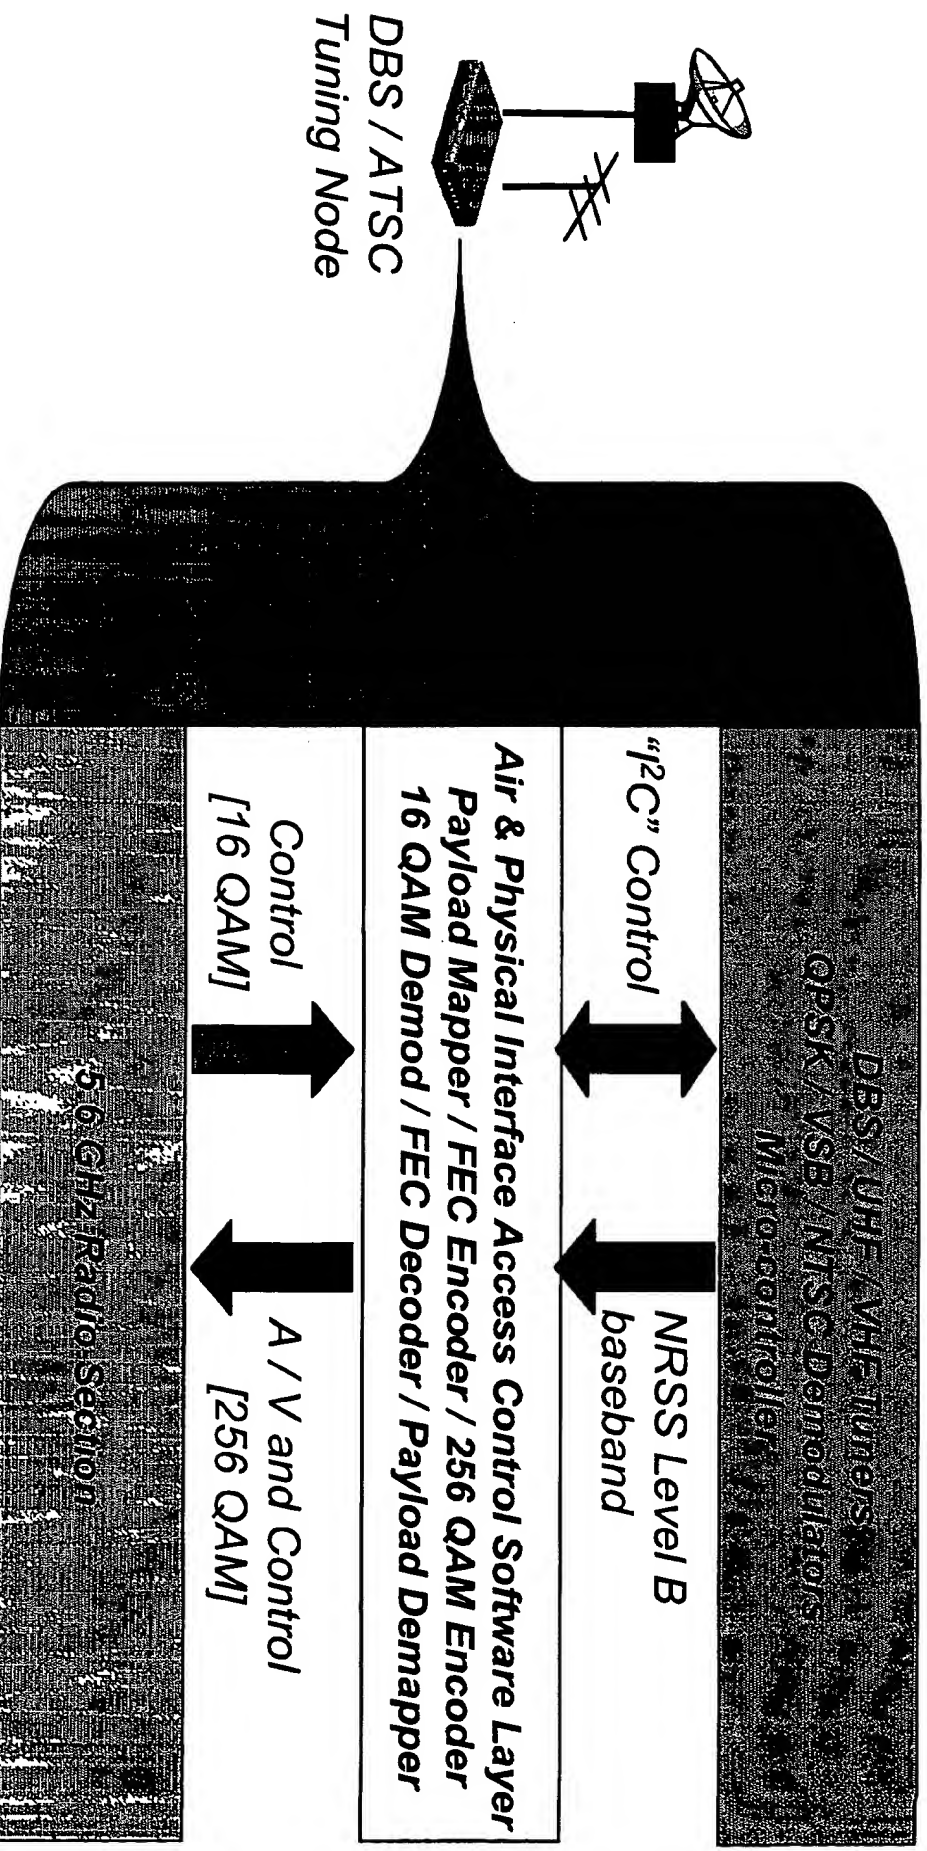 DBS / ATSC
Tuning Node
DBS / UHF / VHF Tuners
QPSK / VSB / NTSC Demodulators
Microcontroller
"I²C" Control
NRSS Level B
baseband
Air & Physical Interface Access Control Software Layer
Payload Mapper / FEC Encoder / 256 QAM Encoder
16 QAM Demod / FEC Decoder / Payload Demapper
Control
[16 QAM]
A / V and Control
[256 QAM]
5.6 GHz Radio Section